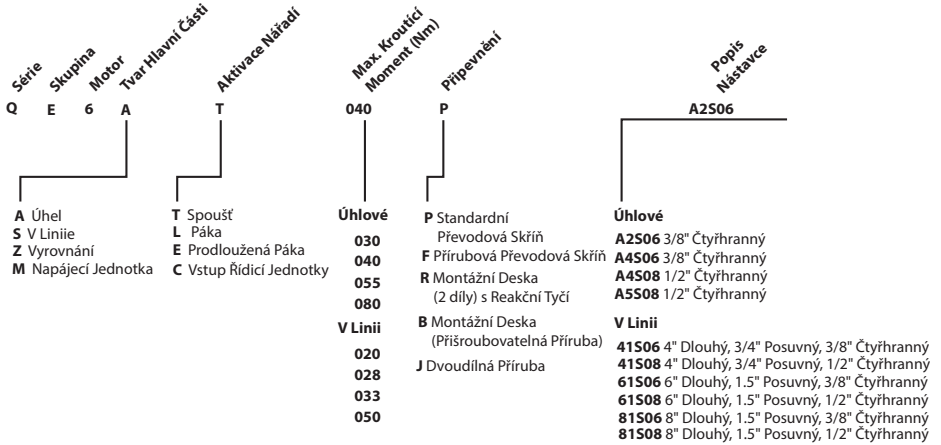 Série
Skupina
Motor
Tvar Hlavní Části
Aktivace Nářadí
Max. Kroutící
Moment (Nm)
Připevnění
Popis
Nástavce
Q E 6 A T 040 P A2S06
A Úhel
S V Liniie
Z Vyrovnání
M Napájecí Jednotka
T Spoušť
L Páka
E Prodloužená Páka
C Vstup Řídicí Jednotky
Úhlové
030
040
055
080
V Linii
020
028
033
050
P Standardní
Převodová Skříň
F Přírubová Převodová Skříň
R Montážní Deska
(2 díly) s Reakční Tyčí
B Montážní Deska
(Přišroubovatelná Příruba)
J Dvoudílná Příruba
Úhlové
A2S06 3/8" Čtyřhranný
A4S06 3/8" Čtyřhranný
A4S08 1/2" Čtyřhranný
A5S08 1/2" Čtyřhranný
V Linii
41S06 4" Dlouhý, 3/4" Posuvný, 3/8" Čtyřhranný
41S08 4" Dlouhý, 3/4" Posuvný, 1/2" Čtyřhranný
61S06 6" Dlouhý, 1.5" Posuvný, 3/8" Čtyřhranný
61S08 6" Dlouhý, 1.5" Posuvný, 1/2" Čtyřhranný
81S06 8" Dlouhý, 1.5" Posuvný, 3/8" Čtyřhranný
81S08 8" Dlouhý, 1.5" Posuvný, 1/2" Čtyřhranný